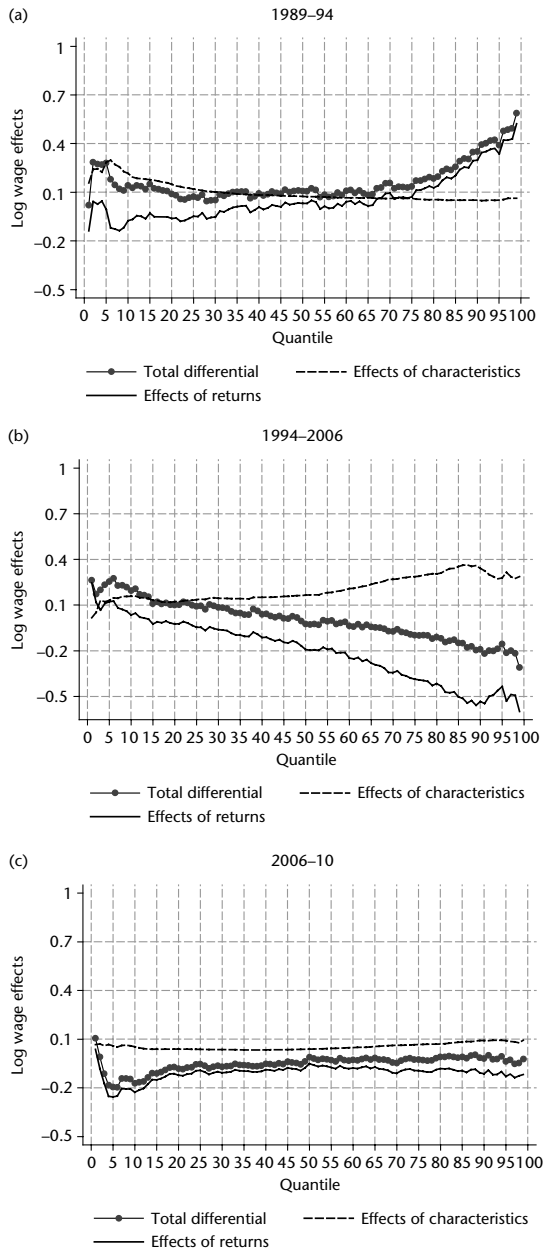 (a)
1989–94
1
0.7
0.4
0.1
−0.2
−0.5
Log wage effects
0 5 10 15 20 25 30 35 40 45 50 55 60 65 70 75 80 85 90 95 100
Quantile
Total differential
Effects of characteristics
Effects of returns
(b)
1994–2006
1
0.7
0.4
0.1
−0.2
−0.5
Log wage effects
0 5 10 15 20 25 30 35 40 45 50 55 60 65 70 75 80 85 90 95 100
Quantile
Total differential
Effects of characteristics
Effects of returns
(c)
2006–10
1
0.7
0.4
0.1
−0.2
−0.5
Log wage effects
0 5 10 15 20 25 30 35 40 45 50 55 60 65 70 75 80 85 90 95 100
Quantile
Total differential
Effects of characteristics
Effects of returns